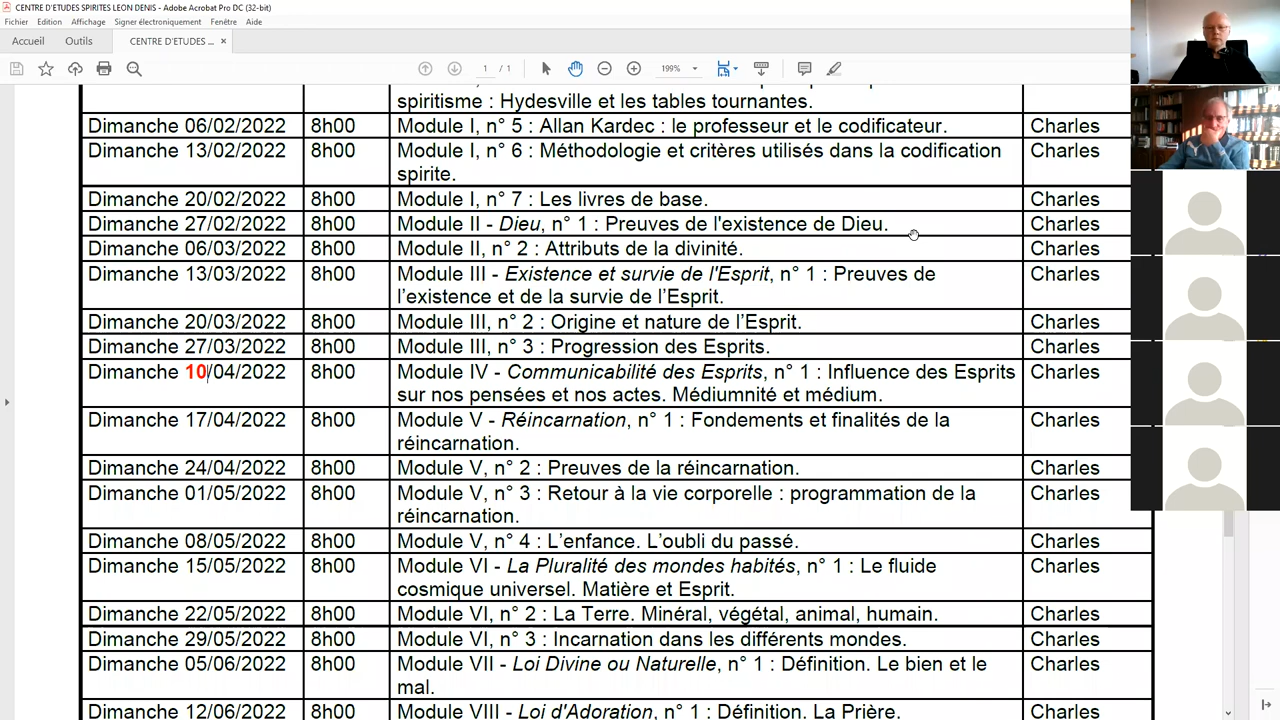 CENTRE D'ETUDES SPIRITES LEON DENIS - Adobe Acrobat Pro DC (32-bit)
Fichier Edition Affichage Signer électroniquement Fenêtre Aide
Accueil Outils CENTRE D'ETUDES ... ×
1 / 1 199%
spiritisme : Hydesville et les tables tournantes.
Dimanche 06/02/2022 8h00 Module I, n° 5 : Allan Kardec : le professeur et le codificateur. Charles
Dimanche 13/02/2022 8h00 Module I, n° 6 : Méthodologie et critères utilisés dans la codification Charles
spirite.
Dimanche 20/02/2022 8h00 Module I, n° 7 : Les livres de base. Charles
Dimanche 27/02/2022 8h00 Module II - Dieu, n° 1 : Preuves de l'existence de Dieu. Charles
Dimanche 06/03/2022 8h00 Module II, n° 2 : Attributs de la divinité. Charles
Dimanche 13/03/2022 8h00 Module III - Existence et survie de l'Esprit, n° 1 : Preuves de Charles
l’existence et de la survie de l’Esprit.
Dimanche 20/03/2022 8h00 Module III, n° 2 : Origine et nature de l’Esprit. Charles
Dimanche 27/03/2022 8h00 Module III, n° 3 : Progression des Esprits. Charles
Dimanche 10/04/2022 8h00 Module IV - Communicabilité des Esprits, n° 1 : Influence des Esprits Charles
sur nos pensées et nos actes. Médiumnité et médium.
Dimanche 17/04/2022 8h00 Module V - Réincarnation, n° 1 : Fondements et finalités de la Charles
réincarnation.
Dimanche 24/04/2022 8h00 Module V, n° 2 : Preuves de la réincarnation. Charles
Dimanche 01/05/2022 8h00 Module V, n° 3 : Retour à la vie corporelle : programmation de la Charles
réincarnation.
Dimanche 08/05/2022 8h00 Module V, n° 4 : L’enfance. L’oubli du passé. Charles
Dimanche 15/05/2022 8h00 Module VI - La Pluralité des mondes habités, n° 1 : Le fluide Charles
cosmique universel. Matière et Esprit.
Dimanche 22/05/2022 8h00 Module VI, n° 2 : La Terre. Minéral, végétal, animal, humain. Charles
Dimanche 29/05/2022 8h00 Module VI, n° 3 : Incarnation dans les différents mondes. Charles
Dimanche 05/06/2022 8h00 Module VII - Loi Divine ou Naturelle, n° 1 : Définition. Le bien et le Charles
mal.
Dimanche 12/06/2022 8h00 Module VIII - Loi d'Adoration, n° 1 : Définition. La Prière. Charles